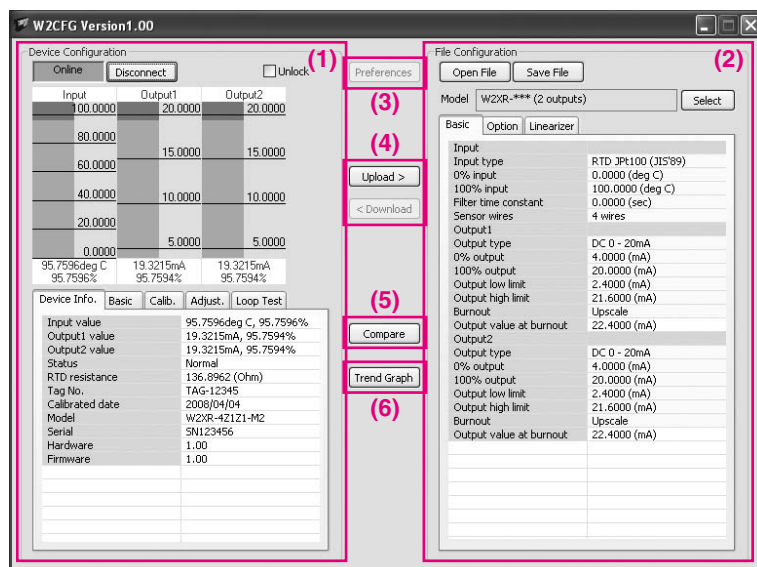 W2CFG Version1.00
Device Configuration
(1)
Online
Disconnect
Unlock
Input Output1 Output2
100.0000 20.0000 20.0000
80.0000
15.0000 15.0000
60.0000
40.0000
10.0000 10.0000
20.0000
5.0000 5.0000
0.0000
95.7596deg C 19.3215mA 19.3215mA
95.7596% 95.7594% 95.7594%
Device Info. Basic Calib. Adjust. Loop Test
Input value 95.7596deg C, 95.7596%
Output1 value 19.3215mA, 95.7594%
Output2 value 19.3215mA, 95.7594%
Status Normal
RTD resistance 136.8962 (Ohm)
Tag No. TAG-12345
Calibrated date 2008/04/04
Model W2XR-4Z1Z1-M2
Serial SN123456
Hardware 1.00
Firmware 1.00
Preferences
(3)
(4)
Upload >
< Download
(5)
Compare
Trend Graph
(6)
File Configuration
(2)
Open File Save File
Model W2XR-*** (2 outputs) Select
Basic Option Linearizer
Input
Input type RTD JPt100 (JIS'89)
0% input 0.0000 (deg C)
100% input 100.0000 (deg C)
Filter time constant 0.0000 (sec)
Sensor wires 4 wires
Output1
Output type DC 0 - 20mA
0% output 4.0000 (mA)
100% output 20.0000 (mA)
Output low limit 2.4000 (mA)
Output high limit 21.6000 (mA)
Burnout Upscale
Output value at burnout 22.4000 (mA)
Output2
Output type DC 0 - 20mA
0% output 4.0000 (mA)
100% output 20.0000 (mA)
Output low limit 2.4000 (mA)
Output high limit 21.6000 (mA)
Burnout Upscale
Output value at burnout 22.4000 (mA)